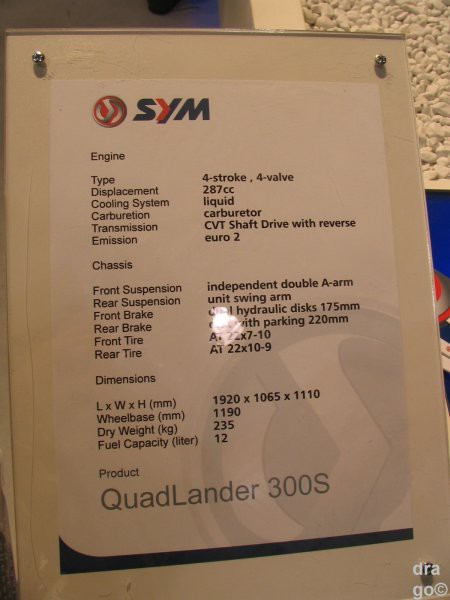 SYM
Engine
Type 4-stroke , 4-valve
Displacement 287cc
Cooling System liquid
Carburetion carburetor
Transmission CVT Shaft Drive with reverse
Emission euro 2
Chassis
Front Suspension independent double A-arm
Rear Suspension unit swing arm
Front Brake hydraulic disks 175mm
Rear Brake with parking 220mm
Front Tire AT 22x7-10
Rear Tire AT 22x10-9
Dimensions
L x W x H (mm) 1920 x 1065 x 1110
Wheelbase (mm) 1190
Dry Weight (kg) 235
Fuel Capacity (liter) 12
Product
QuadLander 300S
dra
go©